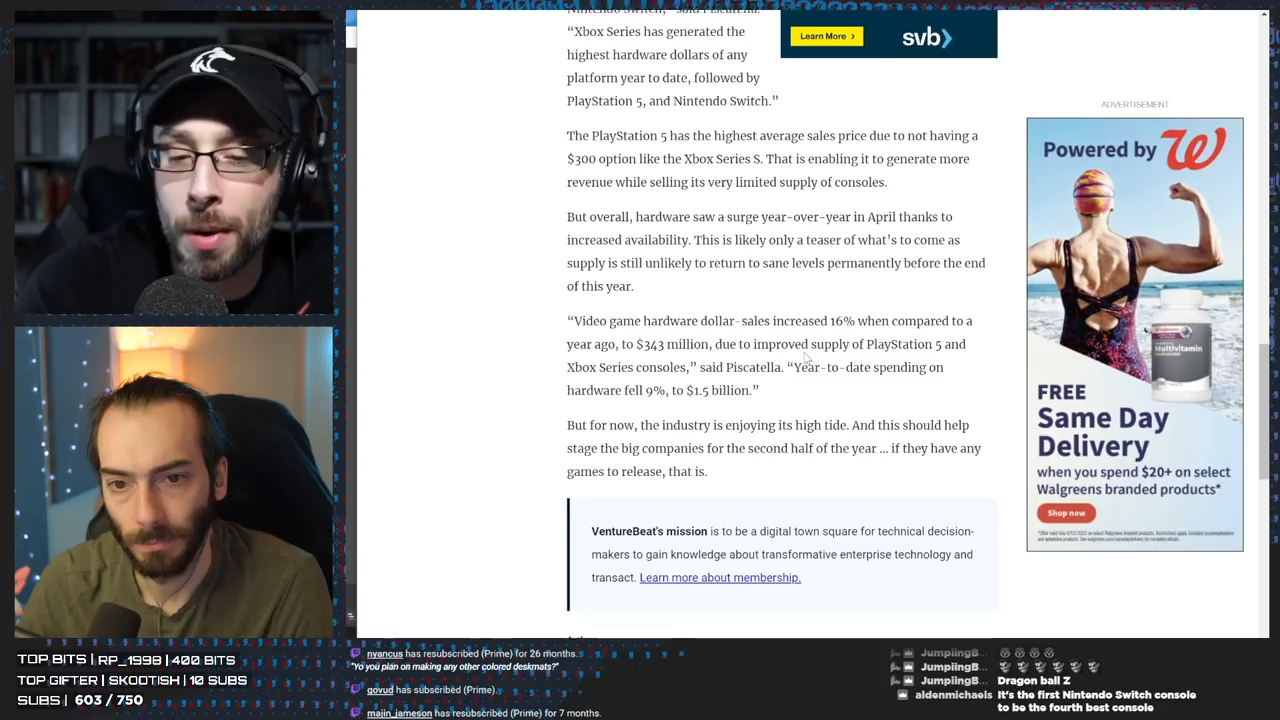 Nintendo Switch," said Piscatella.
“Xbox Series has generated the
highest hardware dollars of any
platform year to date, followed by
PlayStation 5, and Nintendo Switch.”
The PlayStation 5 has the highest average sales price due to not having a
$300 option like the Xbox Series S. That is enabling it to generate more
revenue while selling its very limited supply of consoles.
But overall, hardware saw a surge year-over-year in April thanks to
increased availability. This is likely only a teaser of what’s to come as
supply is still unlikely to return to sane levels permanently before the end
of this year.
“Video game hardware dollar-sales increased 16% when compared to a
year ago, to $343 million, due to improved supply of PlayStation 5 and
Xbox Series consoles,” said Piscatella. “Year-to-date spending on
hardware fell 9%, to $1.5 billion.”
But for now, the industry is enjoying its high tide. And this should help
stage the big companies for the second half of the year … if they have any
games to release, that is.
VentureBeat's mission is to be a digital town square for technical decision-
makers to gain knowledge about transformative enterprise technology and
transact. Learn more about membership.
Learn More ›
svb›
ADVERTISEMENT
Powered by W
Multivitamin
FREE
Same Day
Delivery
when you spend $20+ on select
Walgreens branded products*
Shop now
TOP BITS | RP_1998 | 400 BITS
TOP GIFTER | SKOOTISH | 10 SUBS
SUBS | 603 / 750
nyancus has resubscribed (Prime) for 26 months.
"Yo you plan on making any other colored deskmats?"
govud has subscribed (Prime).
majin_jameson has resubscribed (Prime) for 7 months.
JumplingB...
JumplingB...
JumplingB... Dragon ball Z
aldenmichaels It's the first Nintendo Switch console
to be the fourth best console